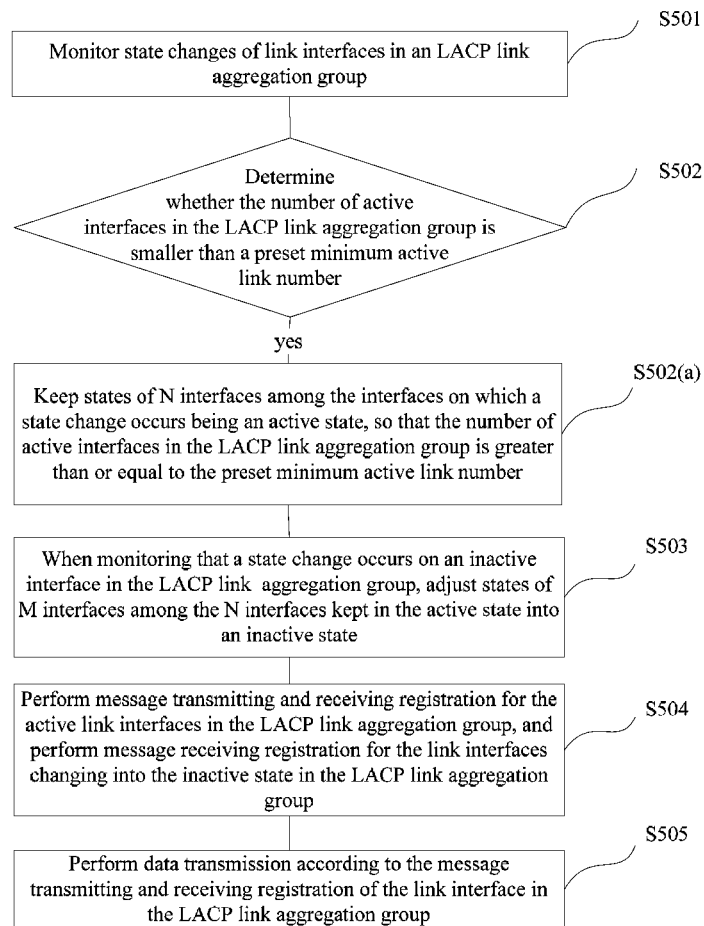 S501
Monitor state changes of link interfaces in an LACP link
aggregation group
S502
Determine
whether the number of active
interfaces in the LACP link aggregation group is
smaller than a preset minimum active
link number
yes
S502(a)
Keep states of N interfaces among the interfaces on which a
state change occurs being an active state, so that the number of
active interfaces in the LACP link aggregation group is greater
than or equal to the preset minimum active link number
S503
When monitoring that a state change occurs on an inactive
interface in the LACP link aggregation group, adjust states of
M interfaces among the N interfaces kept in the active state into
an inactive state
S504
Perform message transmitting and receiving registration for the
active link interfaces in the LACP link aggregation group, and
perform message receiving registration for the link interfaces
changing into the inactive state in the LACP link aggregation
group
S505
Perform data transmission according to the message
transmitting and receiving registration of the link interface in
the LACP link aggregation group